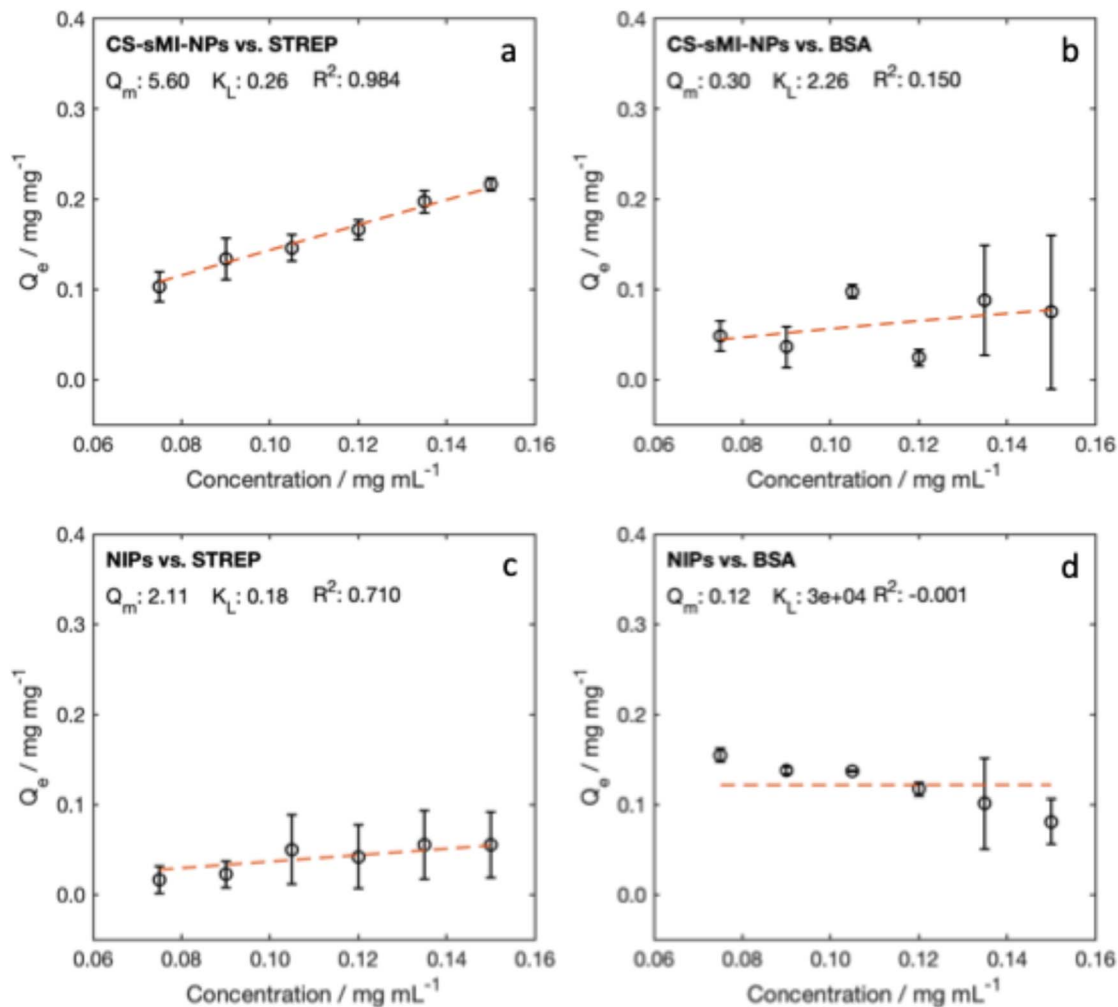 CS-sMI-NPs vs. STREP a
Qm: 5.60 KL: 0.26 R²: 0.984
0.4
0.3
0.2
0.1
0.0
Qe / mg mg⁻¹
0.06 0.08 0.10 0.12 0.14 0.16
Concentration / mg mL⁻¹
CS-sMI-NPs vs. BSA b
Qm: 0.30 KL: 2.26 R²: 0.150
0.4
0.3
0.2
0.1
0.0
Qe / mg mg⁻¹
0.06 0.08 0.10 0.12 0.14 0.16
Concentration / mg mL⁻¹
NIPs vs. STREP c
Qm: 2.11 KL: 0.18 R²: 0.710
0.4
0.3
0.2
0.1
0.0
Qe / mg mg⁻¹
0.06 0.08 0.10 0.12 0.14 0.16
Concentration / mg mL⁻¹
NIPs vs. BSA d
Qm: 0.12 KL: 3e+04 R²: -0.001
0.4
0.3
0.2
0.1
0.0
Qe / mg mg⁻¹
0.06 0.08 0.10 0.12 0.14 0.16
Concentration / mg mL⁻¹